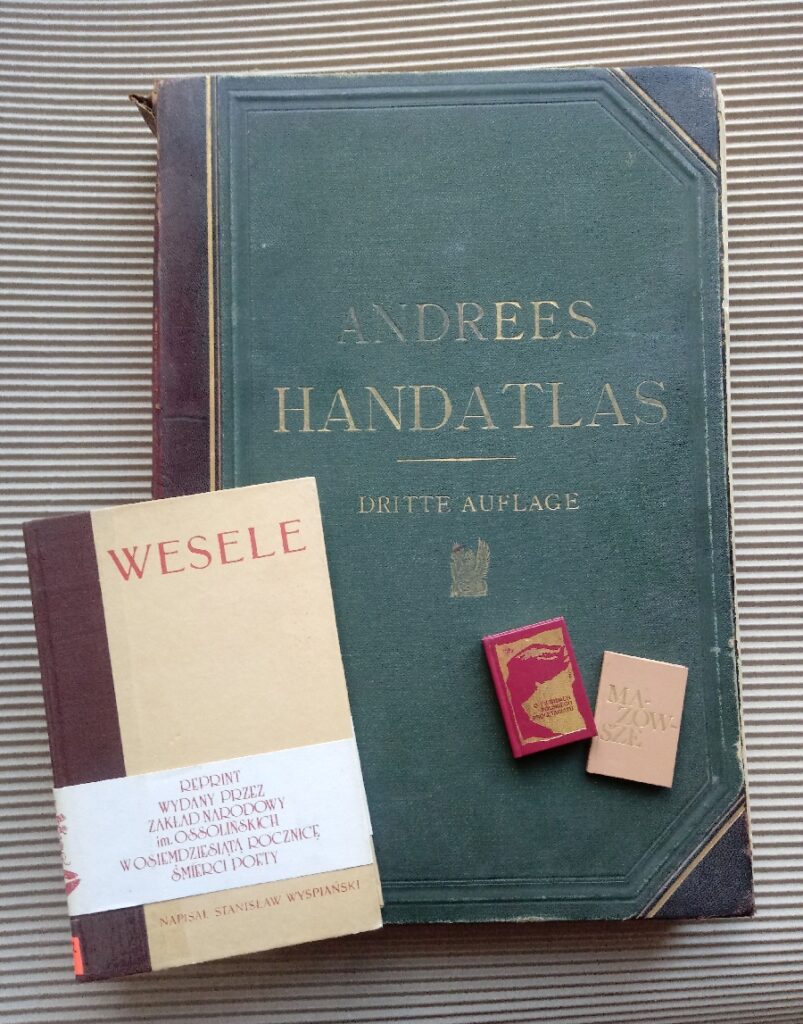 ANDREES
HANDATLAS
DRITTE AUFLAGE
WESELE
REPRINT
WYDANY PRZEZ
ZAKŁAD NARODOWY
im. OSSOLIŃSKICH
W OSIEMDZIESIĄTĄ ROCZNICĘ
ŚMIERCI POETY
NAPISAŁ STANISŁAW WYSPIAŃSKI
MA-
ZOW-
SZE